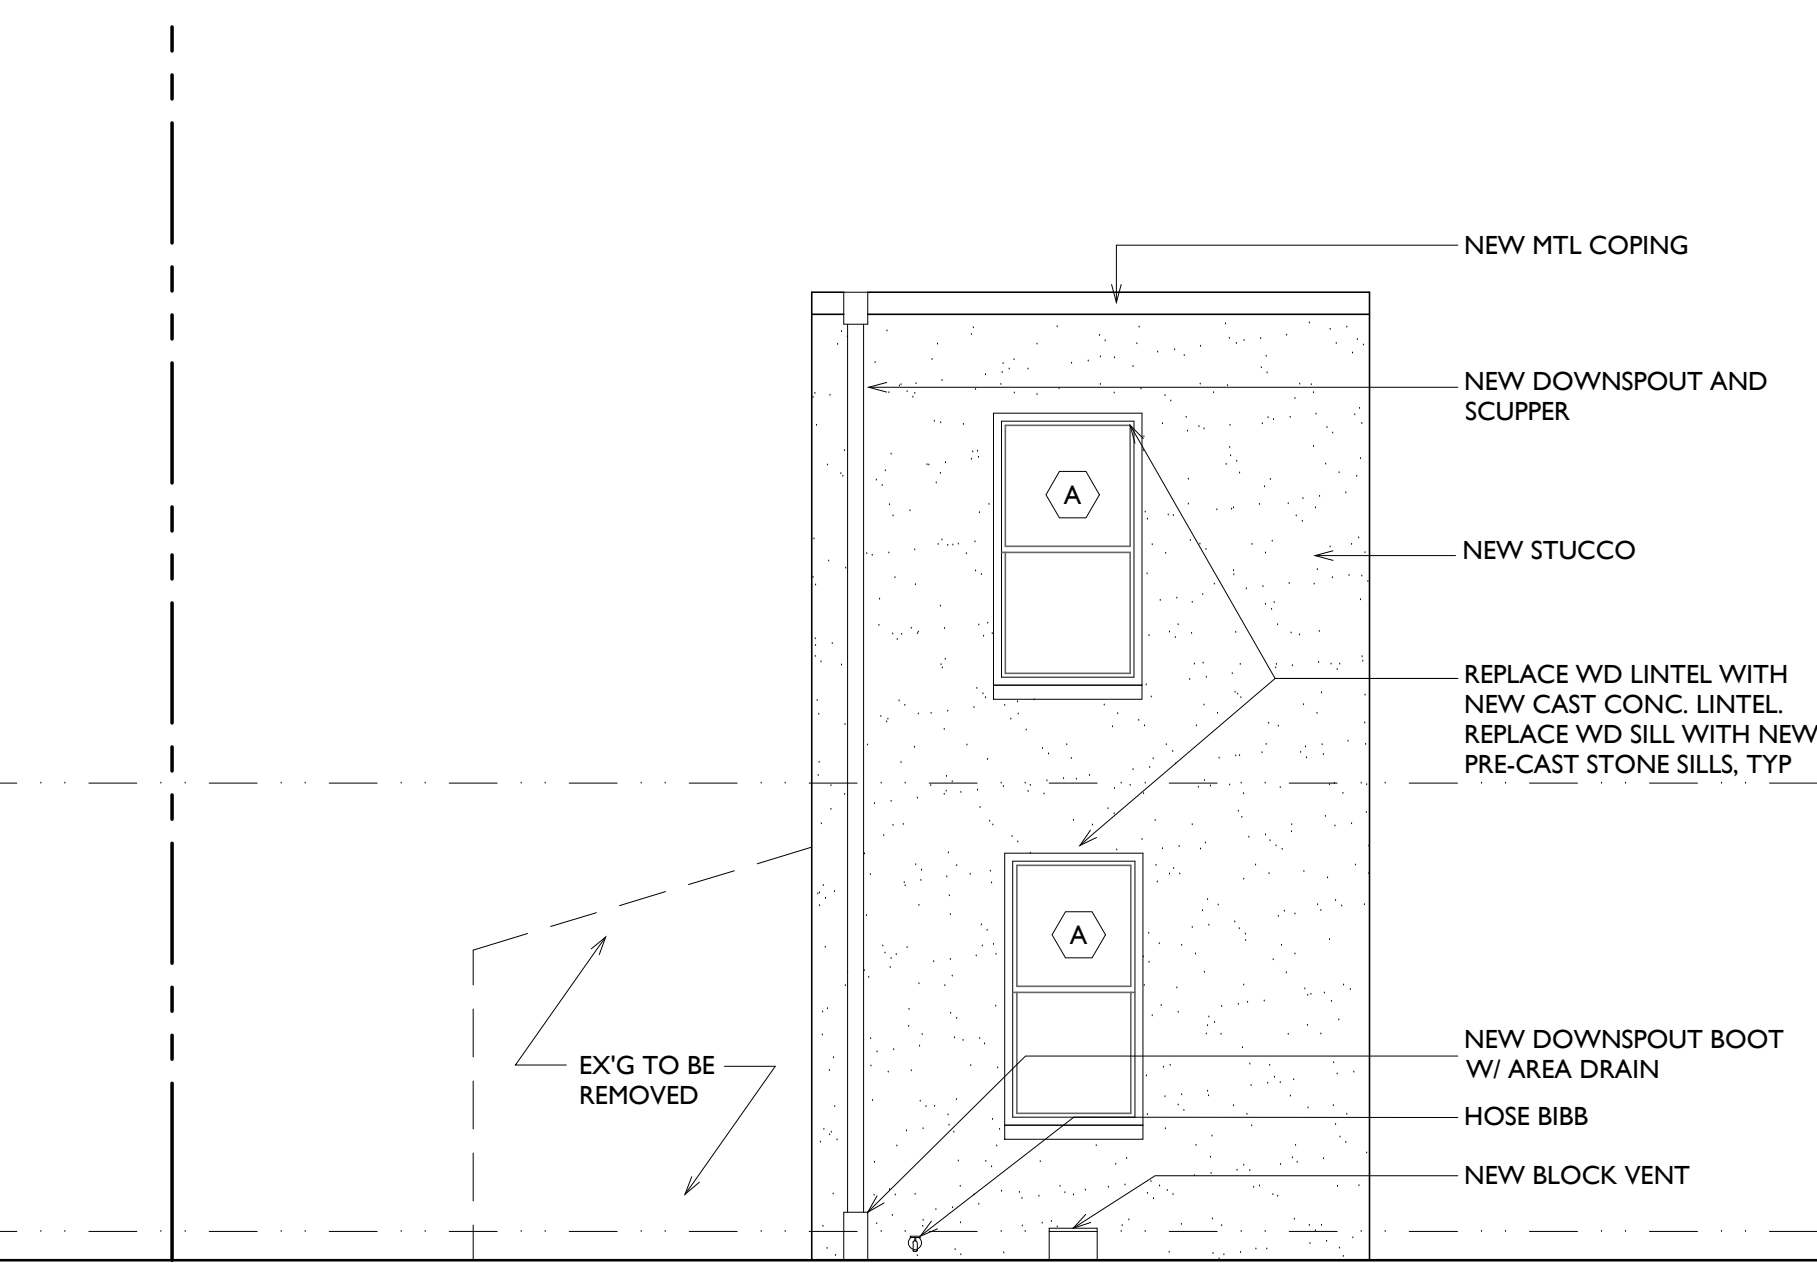 NEW MTL COPING
NEW DOWNSPOUT AND
SCUPPER
A
NEW STUCCO
REPLACE WD LINTEL WITH
NEW CAST CONC. LINTEL.
REPLACE WD SILL WITH NEW
PRE-CAST STONE SILLS, TYP
A
EX'G TO BE
REMOVED
NEW DOWNSPOUT BOOT
W/ AREA DRAIN
HOSE BIBB
NEW BLOCK VENT